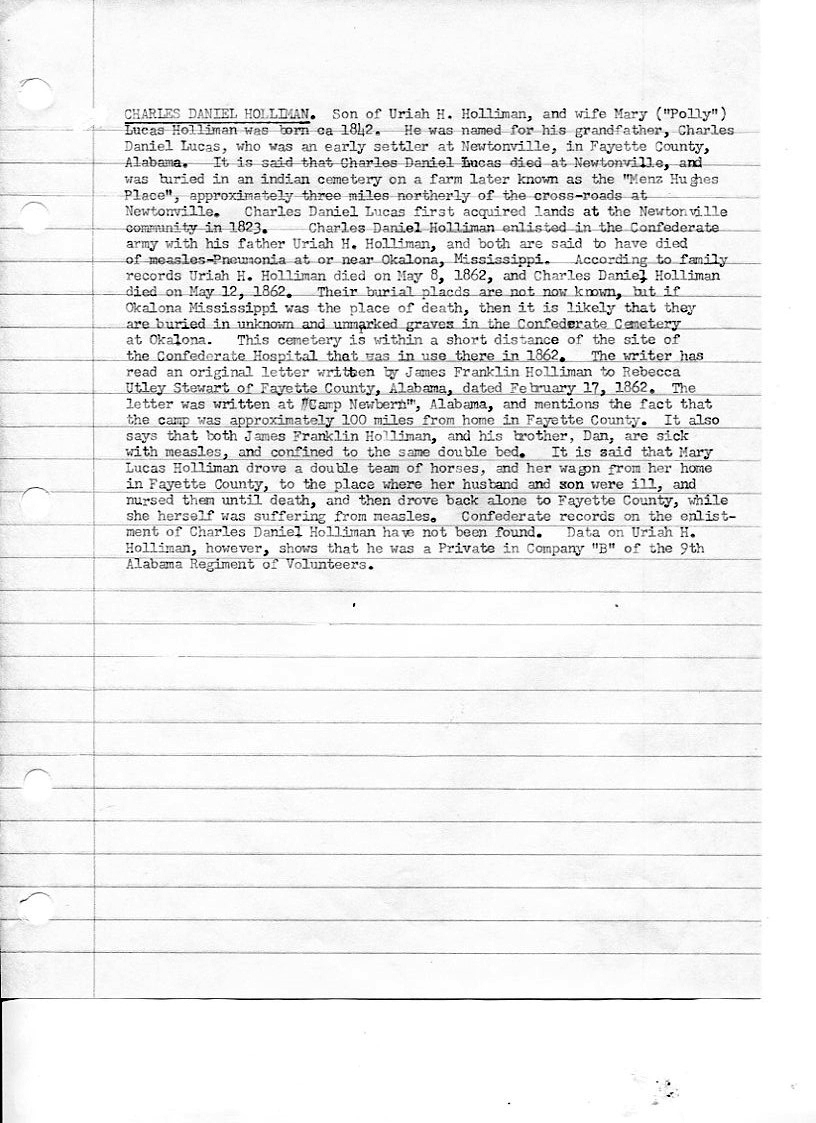 CHARLES DANIEL HOLLIMAN. Son of Uriah H. Holliman, and wife Mary ("Polly")
Lucas Holliman was born ca 1842. He was named for his grandfather, Charles
Daniel Lucas, who was an early settler at Newtonville, in Fayette County,
Alabama. It is said that Charles Daniel Lucas died at Newtonville, and
was buried in an indian cemetery on a farm later known as the "Menz Hughes
Place", approximately three miles northerly of the cross-roads at
Newtonville. Charles Daniel Lucas first acquired lands at the Newtonville
community in 1823. Charles Daniel Holliman enlisted in the Confederate
army with his father Uriah H. Holliman, and both are said to have died
of measles-Pneumonia at or near Okalona, Mississippi. According to family
records Uriah H. Holliman died on May 8, 1862, and Charles Daniel Holliman
died on May 12, 1862. Their burial placds are not now known, but if
Okalona Mississippi was the place of death, then it is likely that they
are buried in unknown and unmarked graves in the Confederate Cemetery
at Okalona. This cemetery is within a short distance of the site of
the Confederate Hospital that was in use there in 1862. The writer has
read an original letter written by James Franklin Holliman to Rebecca
Utley Stewart of Fayette County, Alabama, dated February 17, 1862. The
letter was written at "Camp Newbern", Alabama, and mentions the fact that
the camp was approximately 100 miles from home in Fayette County. It also
says that both James Franklin Holliman, and his brother, Dan, are sick
with measles, and confined to the same double bed. It is said that Mary
Lucas Holliman drove a double team of horses, and her wagon from her home
in Fayette County, to the place where her husband and son were ill, and
nursed them until death, and then drove back alone to Fayette County, while
she herself was suffering from measles. Confederate records on the enlist-
ment of Charles Daniel Holliman have not been found. Data on Uriah H.
Holliman, however, shows that he was a Private in Company "B" of the 9th
Alabama Regiment of Volunteers.